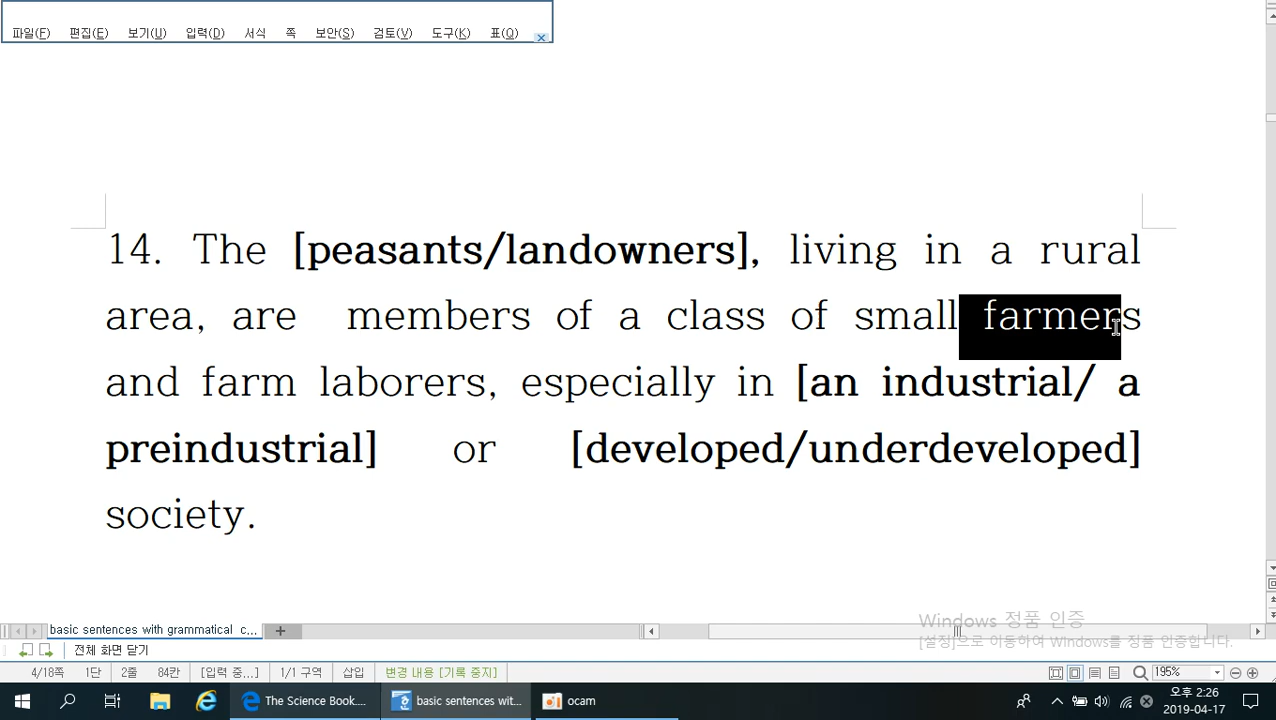 파일(F) 편집(E) 보기(U) 입력(D) 서식 쪽 보안(S) 검토(V) 도구(K) 표(Q)
14. The [peasants/landowners], living in a rural
area, are members of a class of small farmers
and farm laborers, especially in [an industrial/ a
preindustrial] or [developed/underdeveloped]
society.
Windows 정품 인증
[설정]으로 이동하여 Windows를 정품 인증합니다.
basic sentences with grammatical c...
전체 화면 닫기
4/18쪽 1단 2줄 84칸 [입력 중...] 1/1 구역 삽입 변경 내용 [기록 중지] 195%
The Science Book.... basic sentences wit... ocam 오후 2:26
2019-04-17